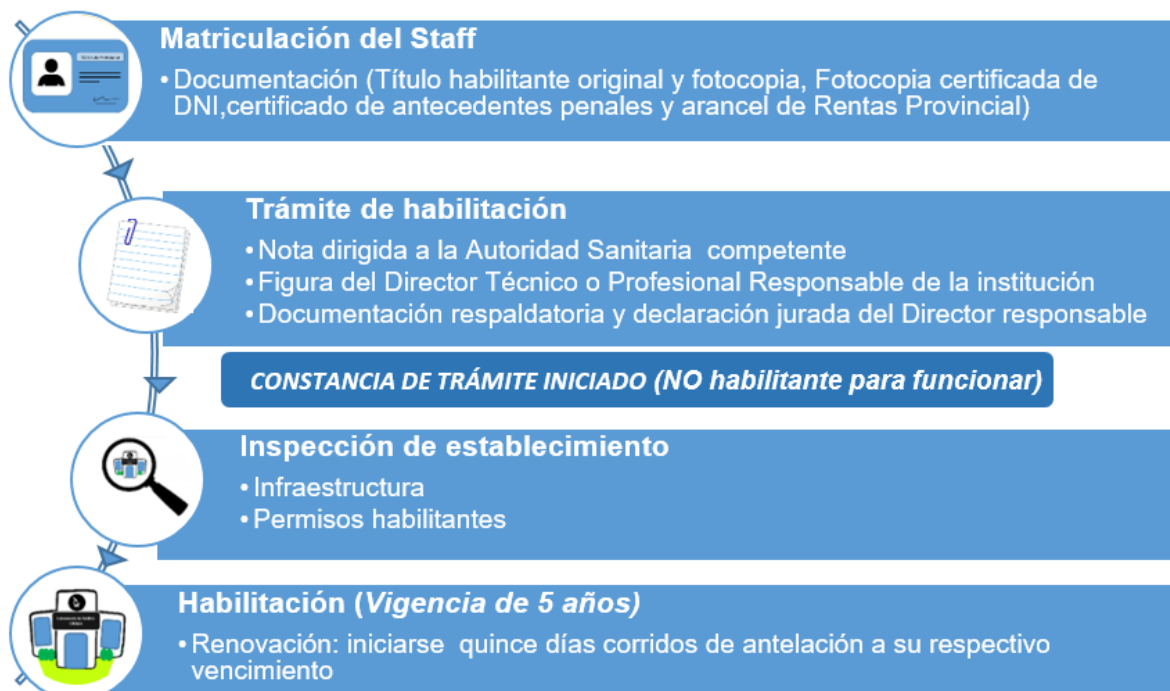 Matriculación del Staff
• Documentación (Título habilitante original y fotocopia, Fotocopia certificada de
DNI,certificado de antecedentes penales y arancel de Rentas Provincial)
Trámite de habilitación
• Nota dirigida a la Autoridad Sanitaria competente
• Figura del Director Técnico o Profesional Responsable de la institución
• Documentación respaldatoria y declaración jurada del Director responsable
CONSTANCIA DE TRÁMITE INICIADO (NO habilitante para funcionar)
Inspección de establecimiento
• Infraestructura
• Permisos habilitantes
Habilitación (Vigencia de 5 años)
• Renovación: iniciarse quince días corridos de antelación a su respectivo
vencimiento